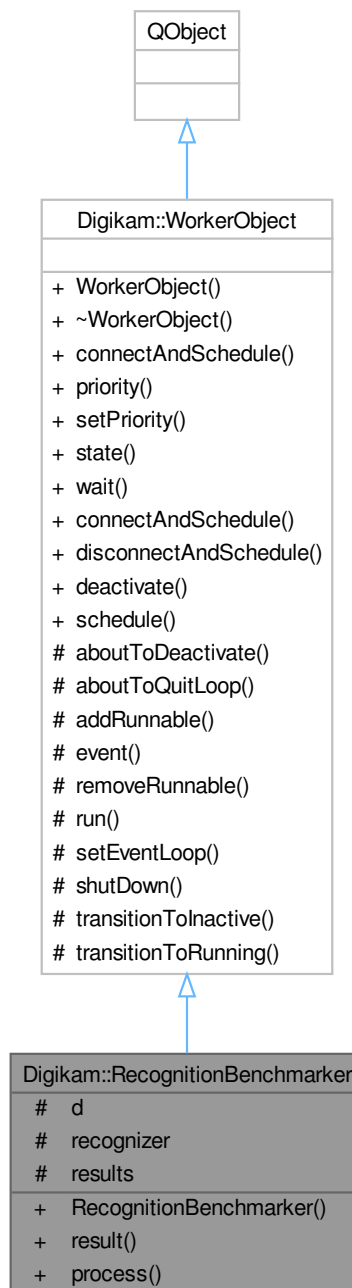 QObject
Digikam::WorkerObject
+ WorkerObject()
+ ~WorkerObject()
+ connectAndSchedule()
+ priority()
+ setPriority()
+ state()
+ wait()
+ connectAndSchedule()
+ disconnectAndSchedule()
+ deactivate()
+ schedule()
# aboutToDeactivate()
# aboutToQuitLoop()
# addRunnable()
# event()
# removeRunnable()
# run()
# setEventLoop()
# shutDown()
# transitionToInactive()
# transitionToRunning()
Digikam::RecognitionBenchmarker
# d
# recognizer
# results
+ RecognitionBenchmarker()
+ result()
+ process()